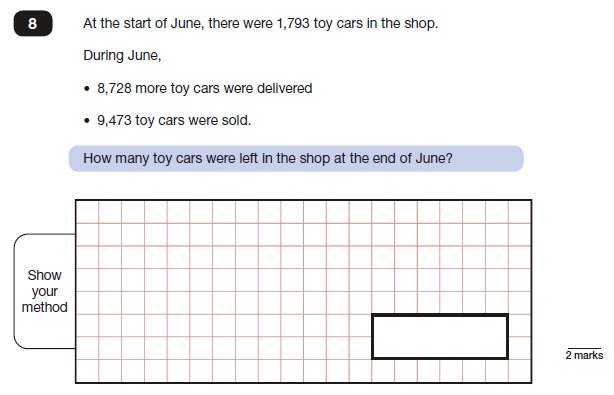 8
At the start of June, there were 1,793 toy cars in the shop.
During June,
• 8,728 more toy cars were delivered
• 9,473 toy cars were sold.
How many toy cars were left in the shop at the end of June?
Show
your
method
2 marks